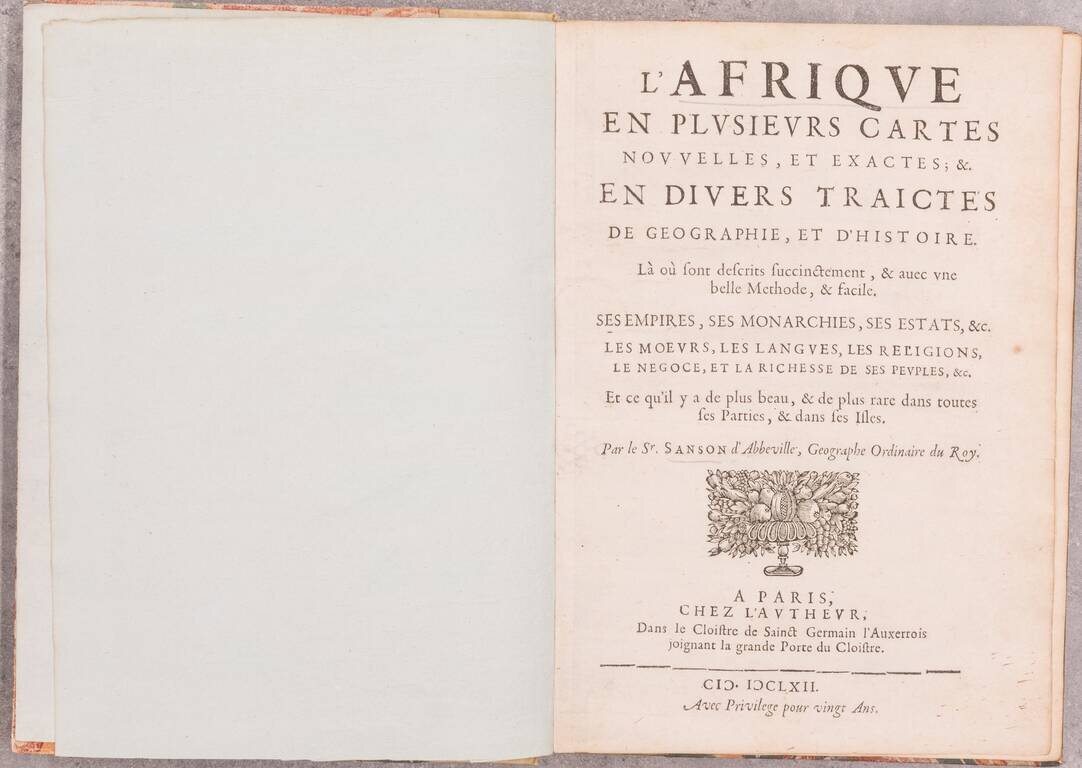 L'AFRIQVE
EN PLVSIEVRS CARTES
NOVVELLES, ET EXACTES; &.
EN DIVERS TRAICTES
DE GEOGRAPHIE, ET D'HISTOIRE.
Là où ſont deſcrits ſuccinctement, & auec vne
belle Methode, & facile.
SES EMPIRES, SES MONARCHIES, SES ESTATS, &c.
LES MOEVRS, LES LANGVES, LES RELIGIONS,
LE NEGOCE, ET LA RICHESSE DE SES PEVPLES, &c.
Et ce qu'il y a de plus beau, & de plus rare dans toutes
ſes Parties, & dans ſes Iſles.
Par le Sr. SANSON d'Abbeville, Geographe Ordinaire du Roy.
A PARIS,
CHEZ L'AVTHEVR,
Dans le Cloiſtre de Sainct Germain l'Auxerrois
joignant la grande Porte du Cloiſtre.
CIↃ. IↃCLXII.
Avec Privilege pour vingt Ans.